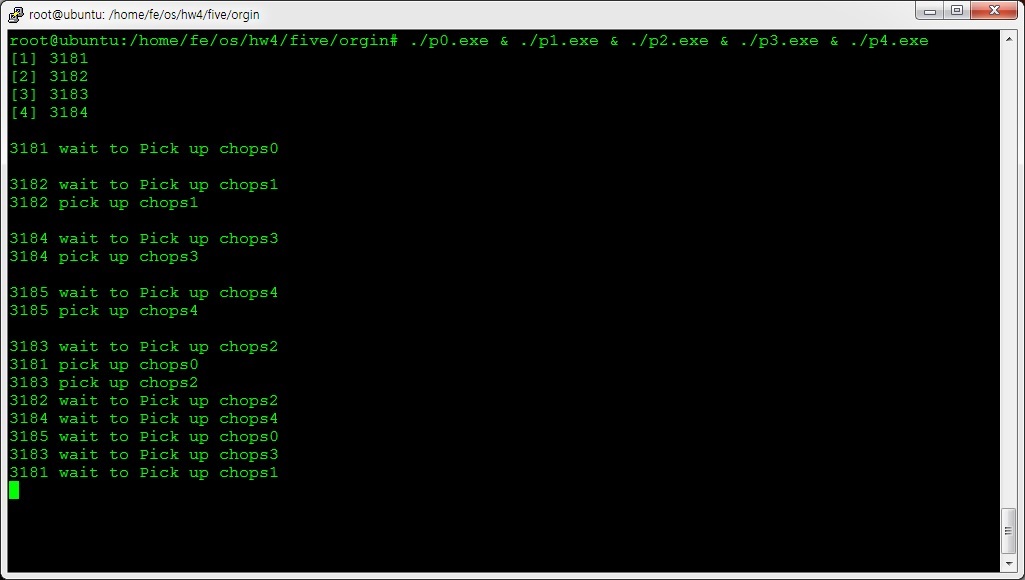 root@ubuntu: /home/fe/os/hw4/five/orgin
root@ubuntu:/home/fe/os/hw4/five/orgin# ./p0.exe & ./p1.exe & ./p2.exe & ./p3.exe & ./p4.exe
[1] 3181
[2] 3182
[3] 3183
[4] 3184
3181 wait to Pick up chops0
3182 wait to Pick up chops1
3182 pick up chops1
3184 wait to Pick up chops3
3184 pick up chops3
3185 wait to Pick up chops4
3185 pick up chops4
3183 wait to Pick up chops2
3181 pick up chops0
3183 pick up chops2
3182 wait to Pick up chops2
3184 wait to Pick up chops4
3185 wait to Pick up chops0
3183 wait to Pick up chops3
3181 wait to Pick up chops1